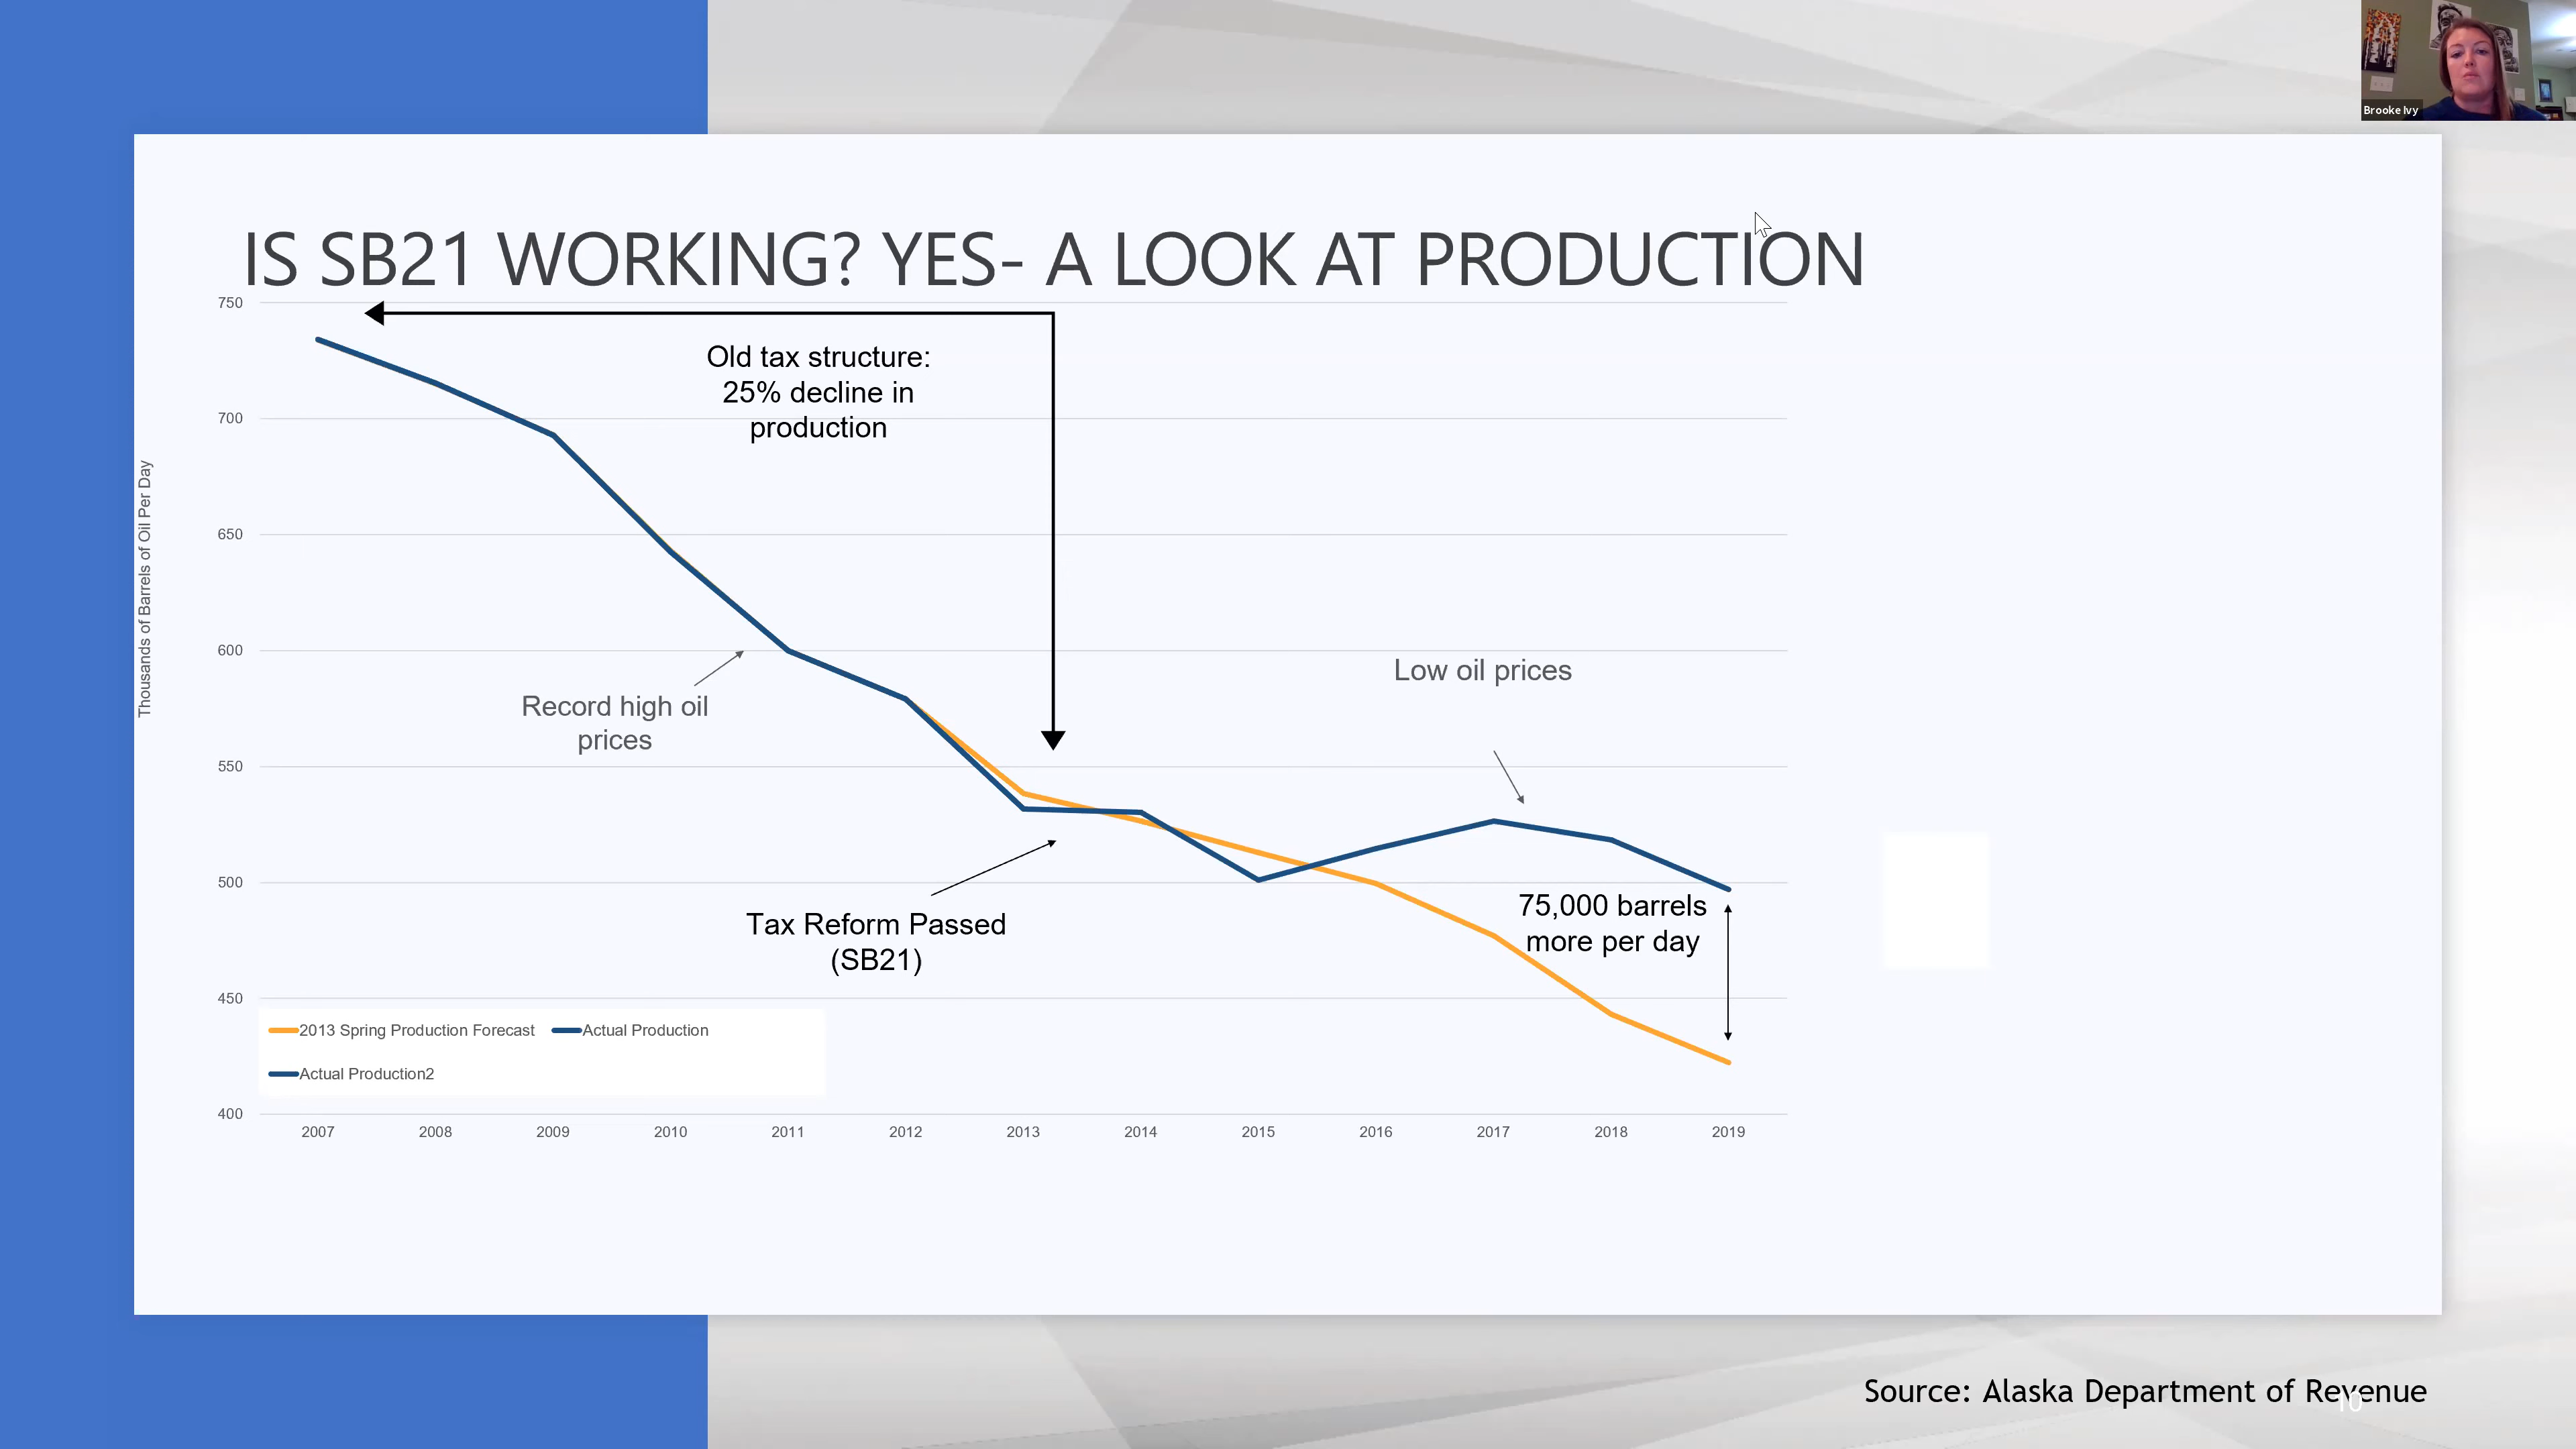 Brooke Ivy
IS SB21 WORKING? YES- A LOOK AT PRODUCTION
Thousands of Barrels of Oil Per Day
750
700
650
600
550
500
450
400
Old tax structure:
25% decline in
production
Record high oil
prices
Low oil prices
Tax Reform Passed
(SB21)
75,000 barrels
more per day
2013 Spring Production Forecast
Actual Production
Actual Production2
2007 2008 2009 2010 2011 2012 2013 2014 2015 2016 2017 2018 2019
Source: Alaska Department of Revenue
10